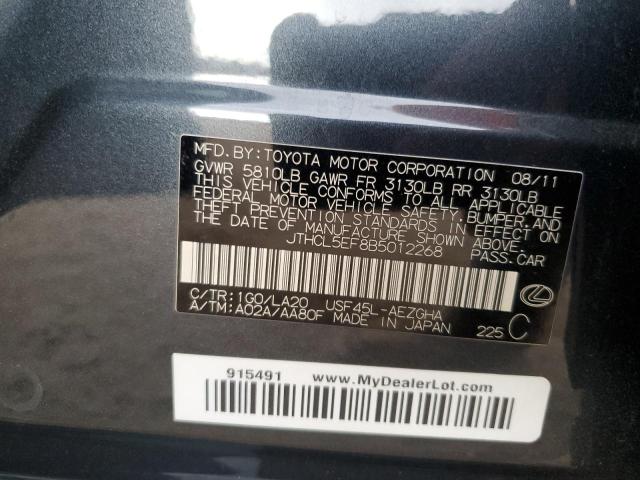 MFD. BY: TOYOTA MOTOR CORPORATION 08/11
GVWR 5810LB GAWR FR 3130LB RR 3130LB
THIS VEHICLE CONFORMS TO ALL APPLICABLE
FEDERAL MOTOR VEHICLE SAFETY, BUMPER, AND
THEFT PREVENTION STANDARDS IN EFFECT ON
THE DATE OF MANUFACTURE SHOWN ABOVE.
JTHCL5EF8B5012268 PASS.CAR
C/TR: 1G0/LA20 USF45L-AEZGHA
A/TM: A02A/AA80F MADE IN JAPAN 225 C
915491 www.MyDealerLot.com